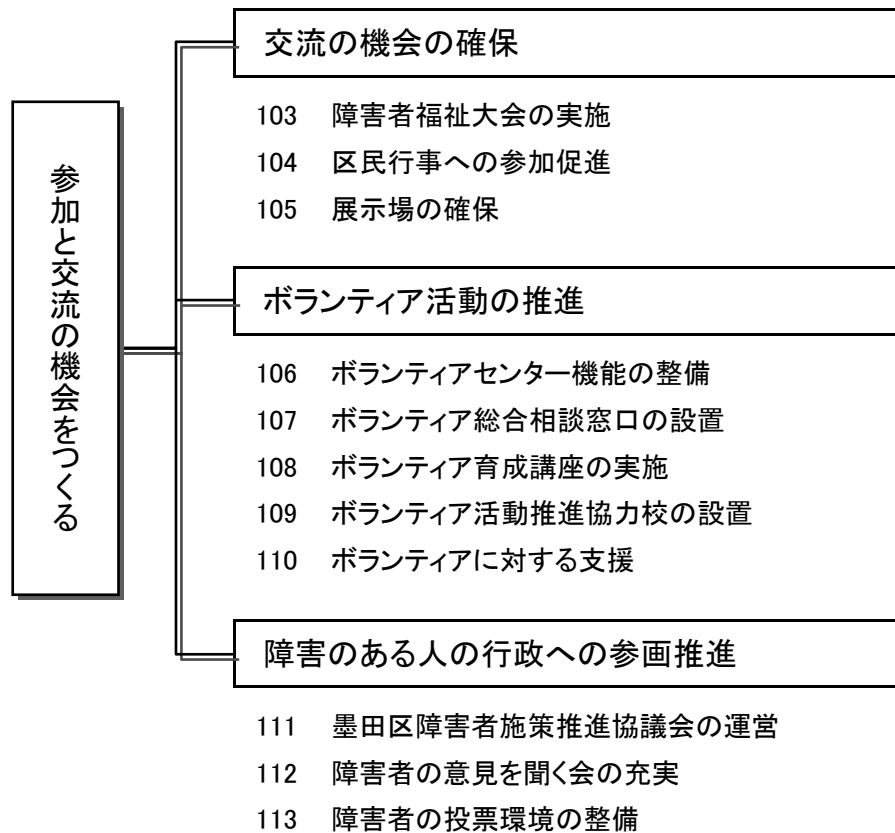 参加と交流の機会をつくる
交流の機会の確保
103 障害者福祉大会の実施
104 区民行事への参加促進
105 展示場の確保
ボランティア活動の推進
106 ボランティアセンター機能の整備
107 ボランティア総合相談窓口の設置
108 ボランティア育成講座の実施
109 ボランティア活動推進協力校の設置
110 ボランティアに対する支援
障害のある人の行政への参画推進
111 墨田区障害者施策推進協議会の運営
112 障害者の意見を聞く会の充実
113 障害者の投票環境の整備